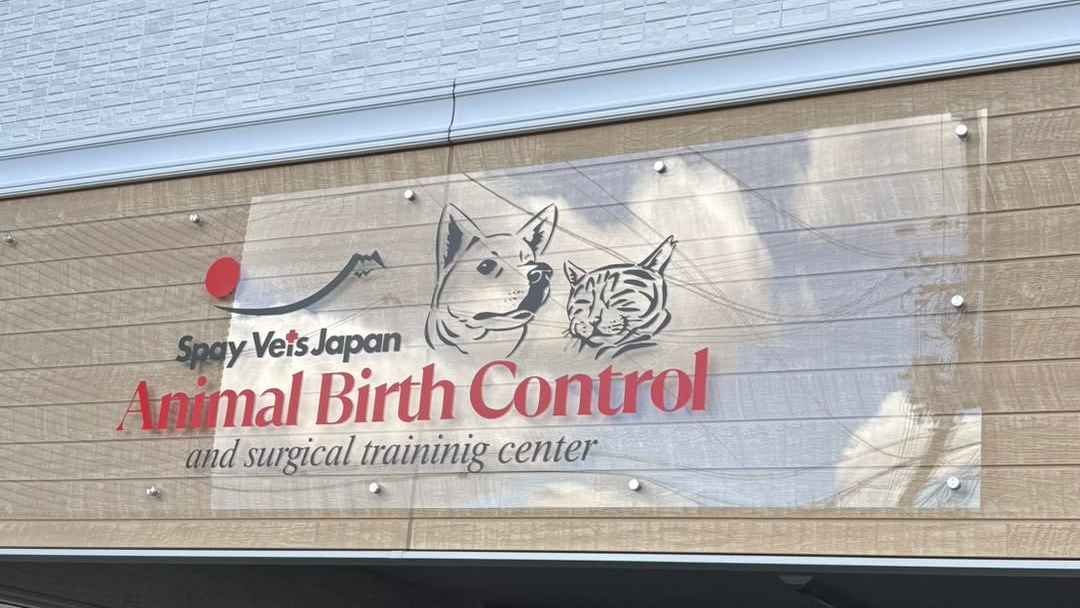 Spay Vets Japan
Animal Birth Control
and surgical traininig center